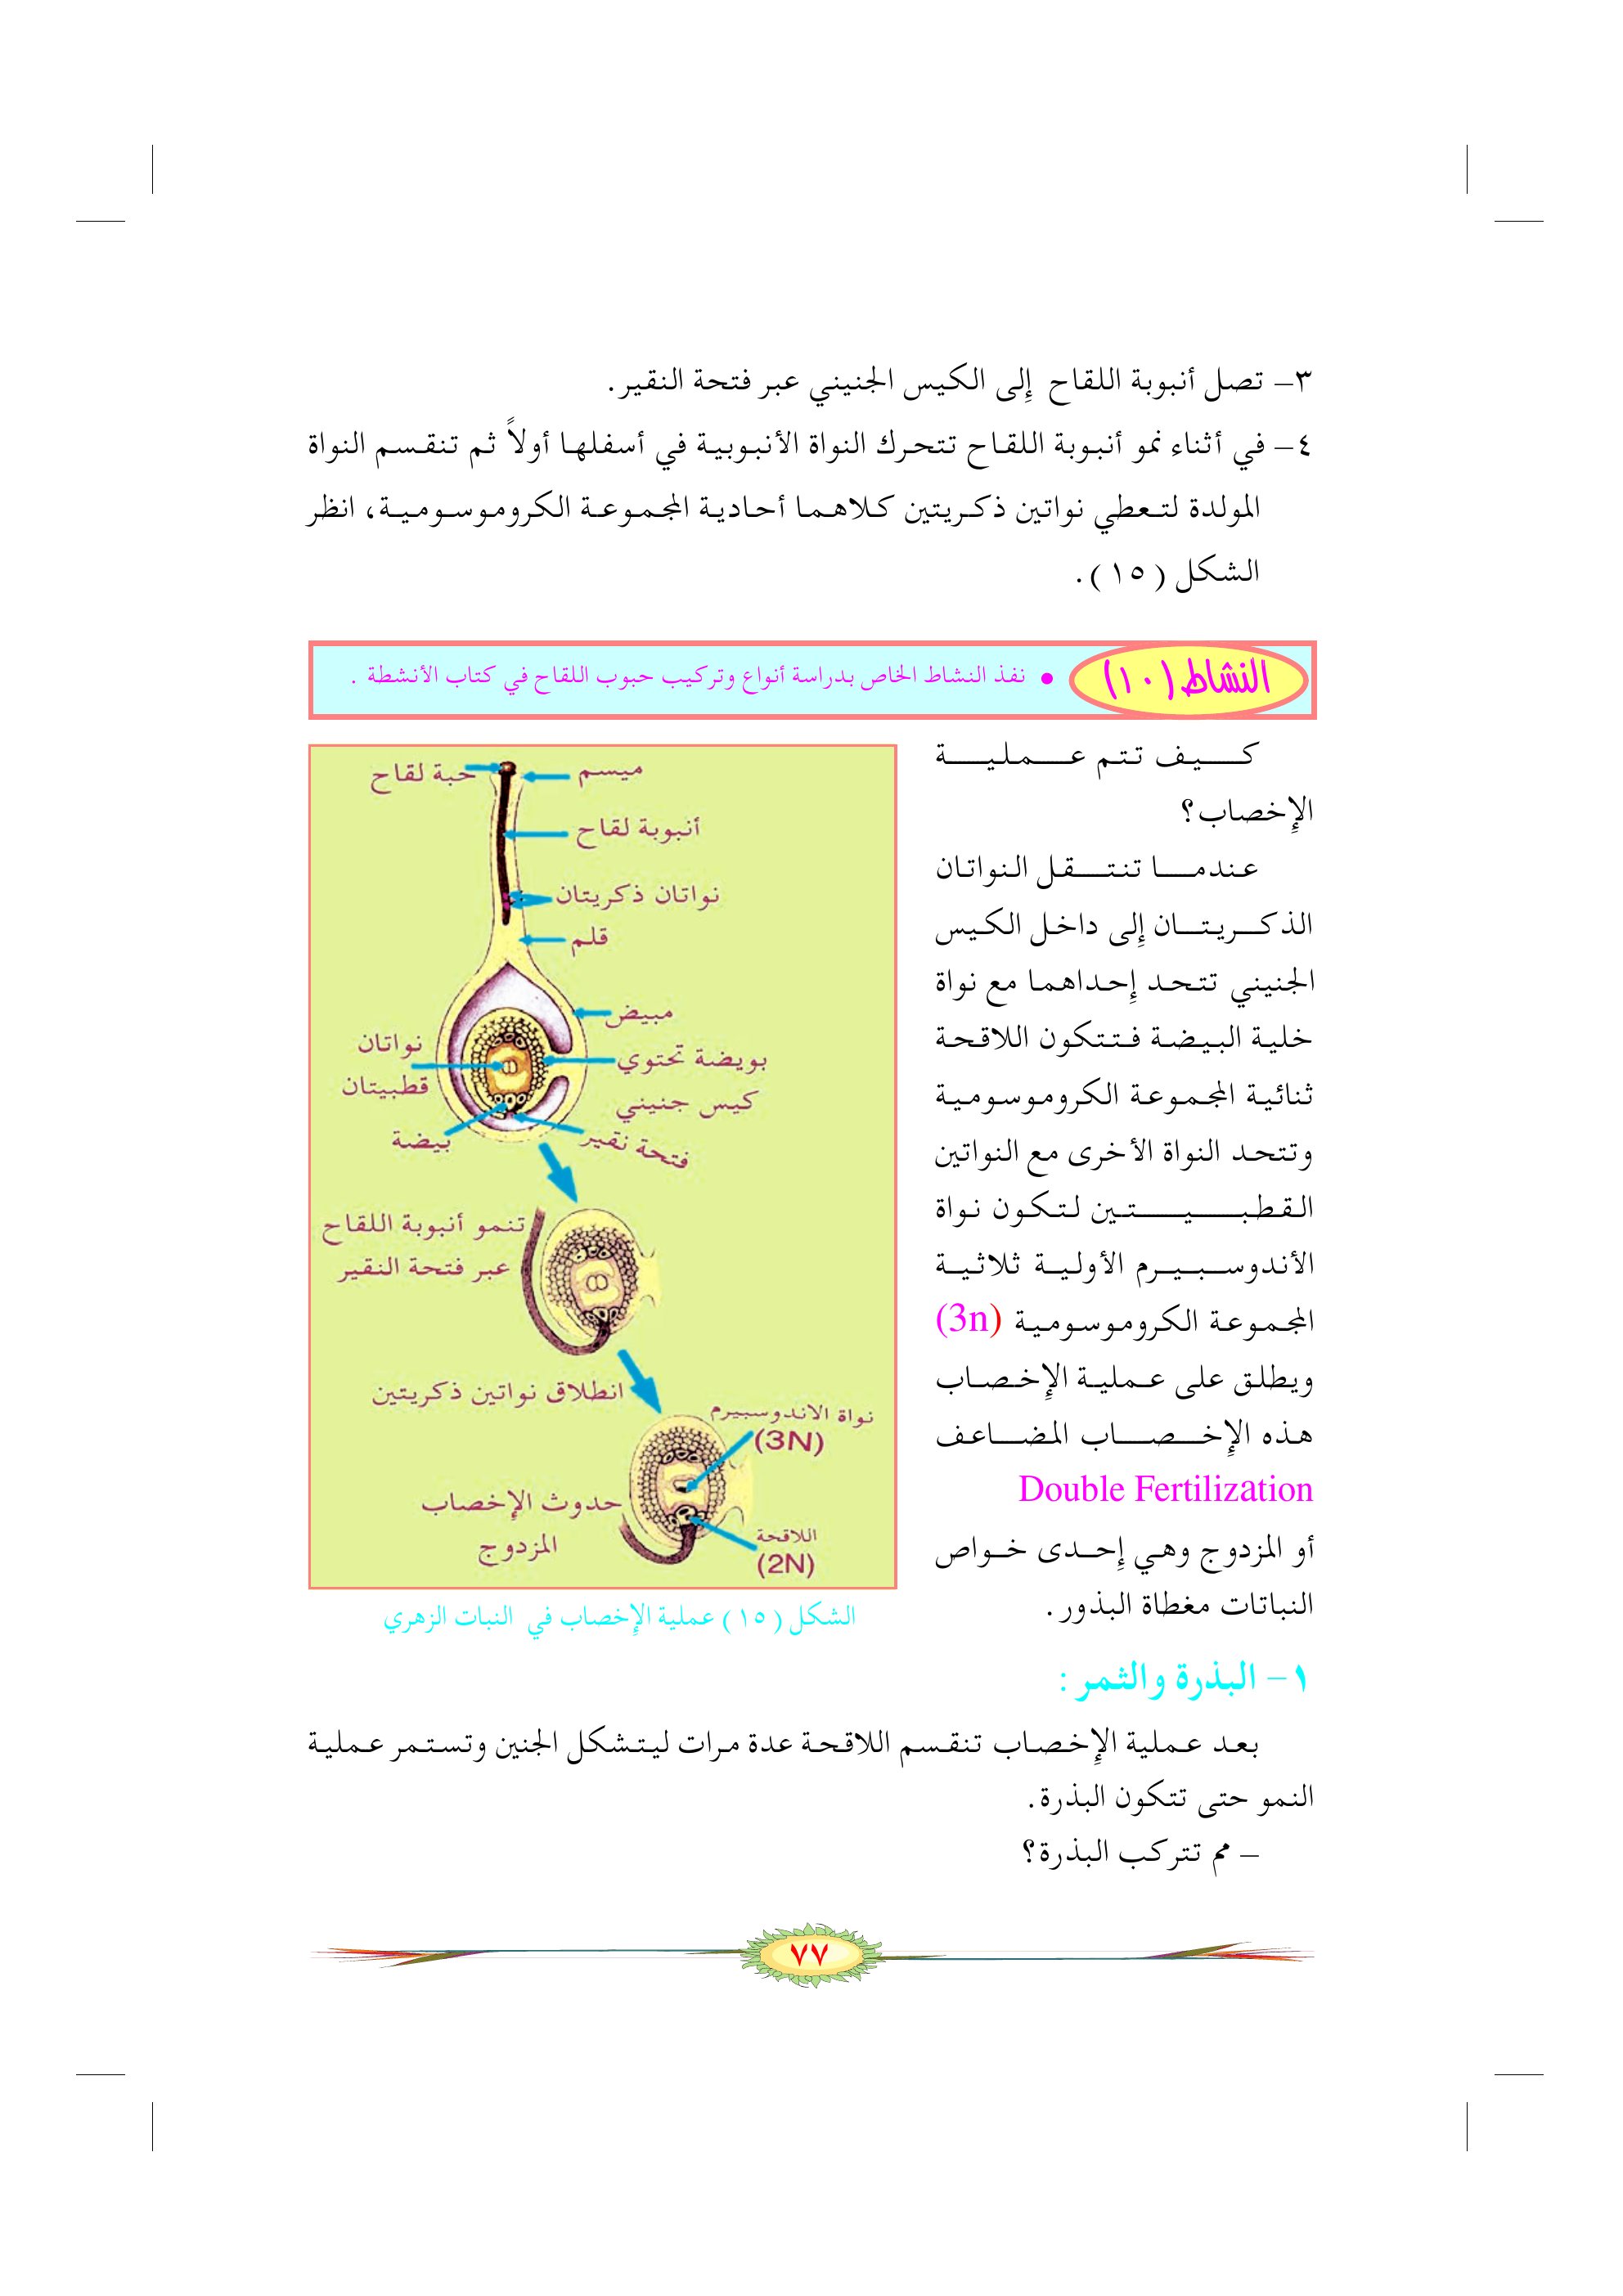 ٣– تصل أنبوبة اللقاح إلى الكيس الجنيني عبر فتحة النقير.
٤– في أثناء نمو أنبوبة اللقاح تتحرك النواة الأنبوبية في أسفلها أولاً ثم تنقسم النواة
المولدة لتعطي نواتين ذكريتين كلاهما أحادية المجموعة الكروموسومية، انظر
الشكل (١٥).
النشاط (١٠)
• نفذ النشاط الخاص بدراسة أنواع وتركيب حبوب اللقاح في كتاب الأنشطة .
كيف تتم عملية
الإخصاب؟
عندما تنتقل النواتان
الذكريتان إلى داخل الكيس
الجنيني تتحد إحداهما مع نواة
خلية البيضة فتتكون اللاقحة
ثنائية المجموعة الكروموسومية
وتتحد النواة الأخرى مع النواتين
القطبيتين لتكون نواة
الأندوسبيرم الأولية ثلاثية
المجموعة الكروموسومية (3n)
ويطلق على عملية الإخصاب
هذه الإخصاب المضاعف
Double Fertilization
أو المزدوج وهي إحدى خواص
النباتات مغطاة البذور.
ميسم
حبة لقاح
أنبوبة لقاح
نواتان ذكريتان
قلم
مبيض
نواتان
قطبيتان
بويضة تحتوي
كيس جنيني
بيضة
فتحة نقير
تنمو أنبوبة اللقاح
عبر فتحة النقير
انطلاق نواتين ذكريتين
نواة الاندوسبيرم
(3N)
حدوث الإخصاب
المزدوج
اللاقحة
(2N)
الشكل (١٥) عملية الإخصاب في النبات الزهري
١– البذرة والثمر :
بعد عملية الإخصاب تنقسم اللاقحة عدة مرات ليتشكل الجنين وتستمر عملية
النمو حتى تتكون البذرة.
– مم تتركب البذرة؟
٧٧